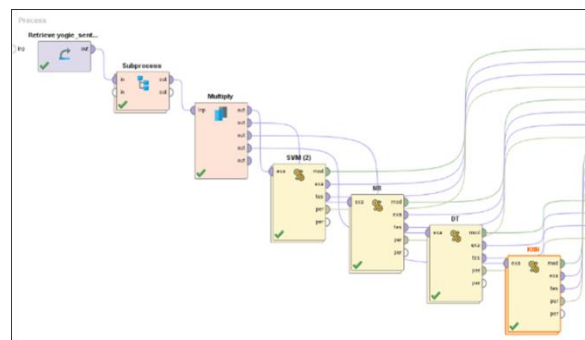 Process
Retrieve yogie_sent...
inp
out
Subprocess
in
out
in
out
Multiply
inp
out
out
out
out
out
SVM (2)
exa
mod
exa
tes
per
per
NB
exa
mod
exa
tes
per
per
DT
exa
mod
exa
tes
per
per
exa
mod
exa
tes
per
per